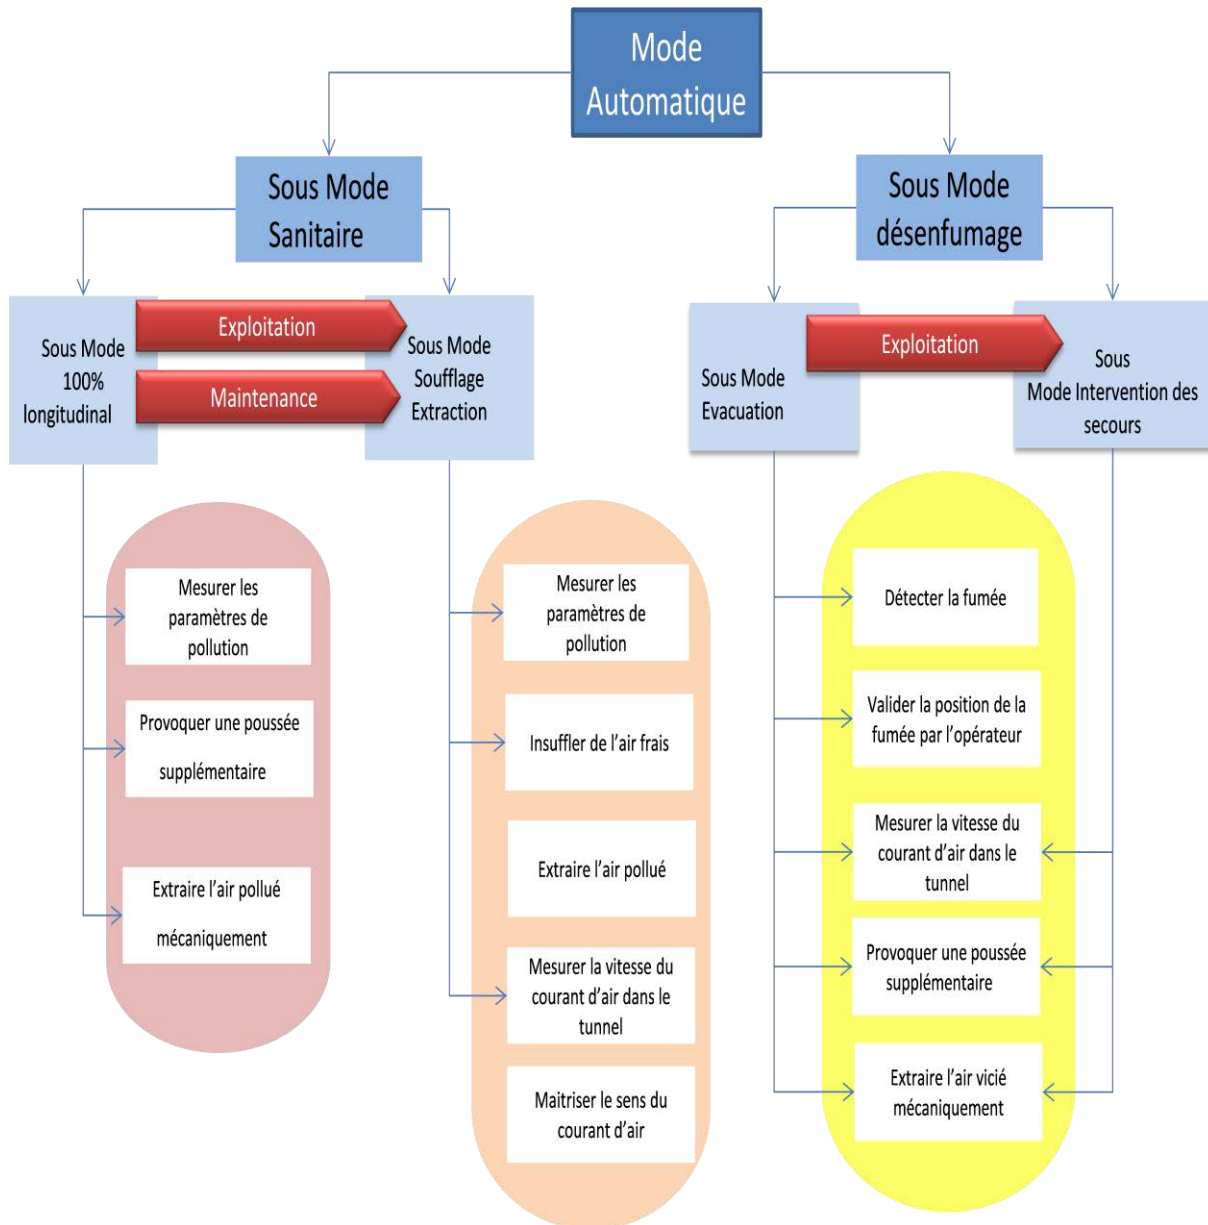 Mode
Automatique
Sous Mode
Sanitaire
Sous Mode
désenfumage
Sous Mode
100%
longitudinal
Exploitation
Maintenance
Sous Mode
Soufflage
Extraction
Sous Mode
Evacuation
Exploitation
Sous
Mode Intervention des
secours
Mesurer les
paramètres de
pollution
Provoquer une poussée
supplémentaire
Extraire l'air pollué
mécaniquement
Mesurer les
paramètres de
pollution
Insuffler de l'air frais
Extraire l'air pollué
Mesurer la vitesse du
courant d'air dans le
tunnel
Maitriser le sens du
courant d'air
Détecter la fumée
Valider la position de la
fumée par l'opérateur
Mesurer la vitesse du
courant d'air dans le
tunnel
Provoquer une poussée
supplémentaire
Extraire l'air vicié
mécaniquement